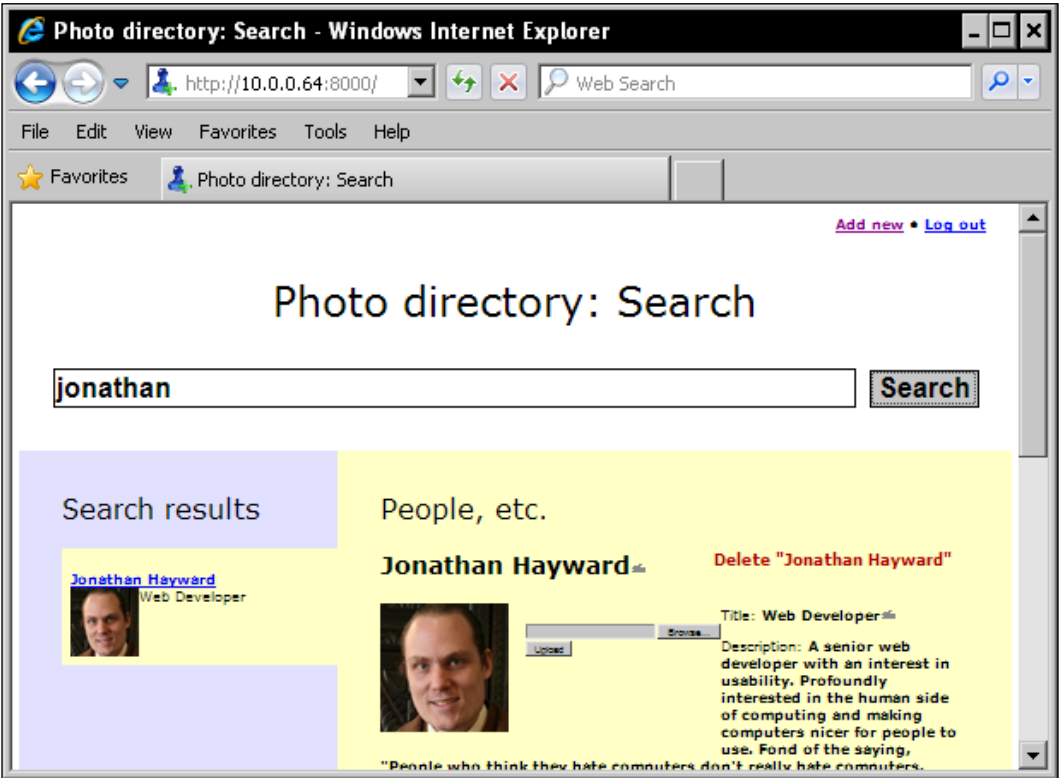 Photo directory: Search - Windows Internet Explorer
http://10.0.0.64:8000/
Web Search
File Edit View Favorites Tools Help
Favorites
Photo directory: Search
Add new • Log out
Photo directory: Search
jonathan
Search
Search results
Jonathan Hayward
Web Developer
People, etc.
Jonathan Hayward
Delete "Jonathan Hayward"
Browse...
Upload
Title: Web Developer
Description: A senior web
developer with an interest in
usability. Profoundly
interested in the human side
of computing and making
computers nicer for people to
use. Fond of the saying,
"People who think they hate computers don't really hate computers.